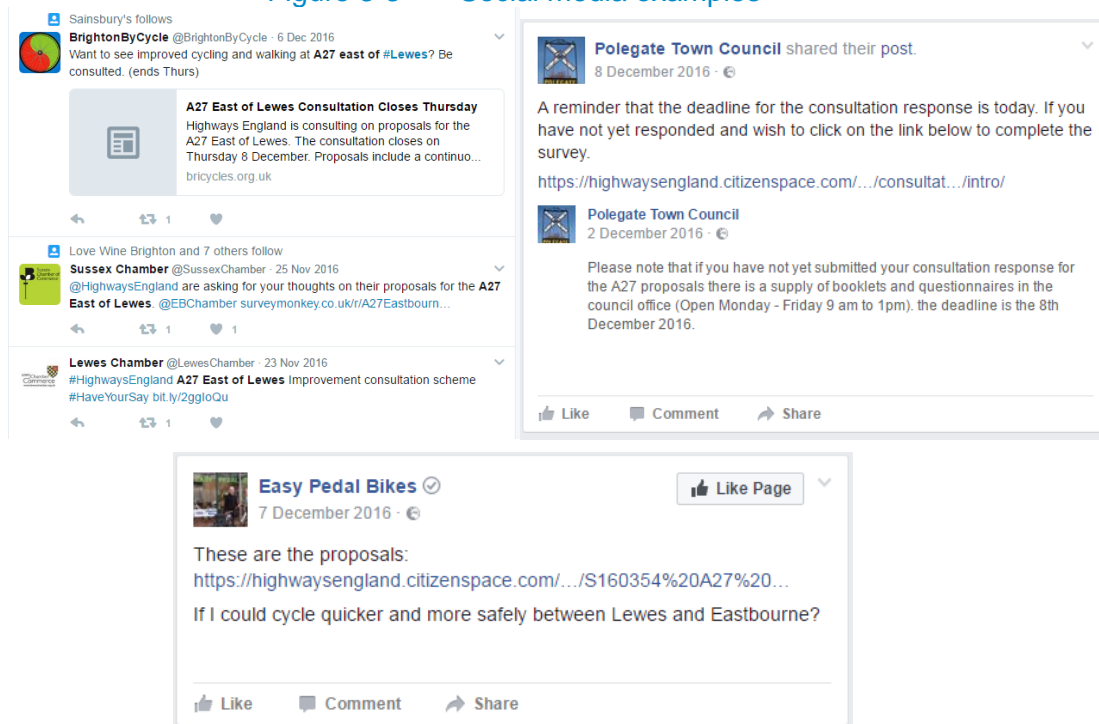 Social media examples
Sainsbury's follows
BrightonByCycle @BrightonByCycle · 6 Dec 2016
Want to see improved cycling and walking at A27 east of #Lewes? Be
consulted. (ends Thurs)
A27 East of Lewes Consultation Closes Thursday
Highways England is consulting on proposals for the
A27 East of Lewes. The consultation closes on
Thursday 8 December. Proposals include a continuo...
bricycles.org.uk
1
Love Wine Brighton and 7 others follow
Sussex Chamber @SussexChamber · 25 Nov 2016
@HighwaysEngland are asking for your thoughts on their proposals for the A27
East of Lewes. @EBChamber surveymonkey.co.uk/r/A27Eastbourn…
1 1
Lewes Chamber @LewesChamber · 23 Nov 2016
#HighwaysEngland A27 East of Lewes Improvement consultation scheme
#HaveYourSay bit.ly/2ggIoQu
1
Polegate Town Council shared their post.
8 December 2016 ·
A reminder that the deadline for the consultation response is today. If you
have not yet responded and wish to click on the link below to complete the
survey.
https://highwaysengland.citizenspace.com/…/consultat…/intro/
Polegate Town Council
2 December 2016 ·
Please note that if you have not yet submitted your consultation response for
the A27 proposals there is a supply of booklets and questionnaires in the
council office (Open Monday - Friday 9 am to 1pm). the deadline is the 8th
December 2016.
Like Comment Share
Easy Pedal Bikes
7 December 2016 ·
Like Page
These are the proposals:
https://highwaysengland.citizenspace.com/…/S160354%20A27%20…
If I could cycle quicker and more safely between Lewes and Eastbourne?
Like Comment Share